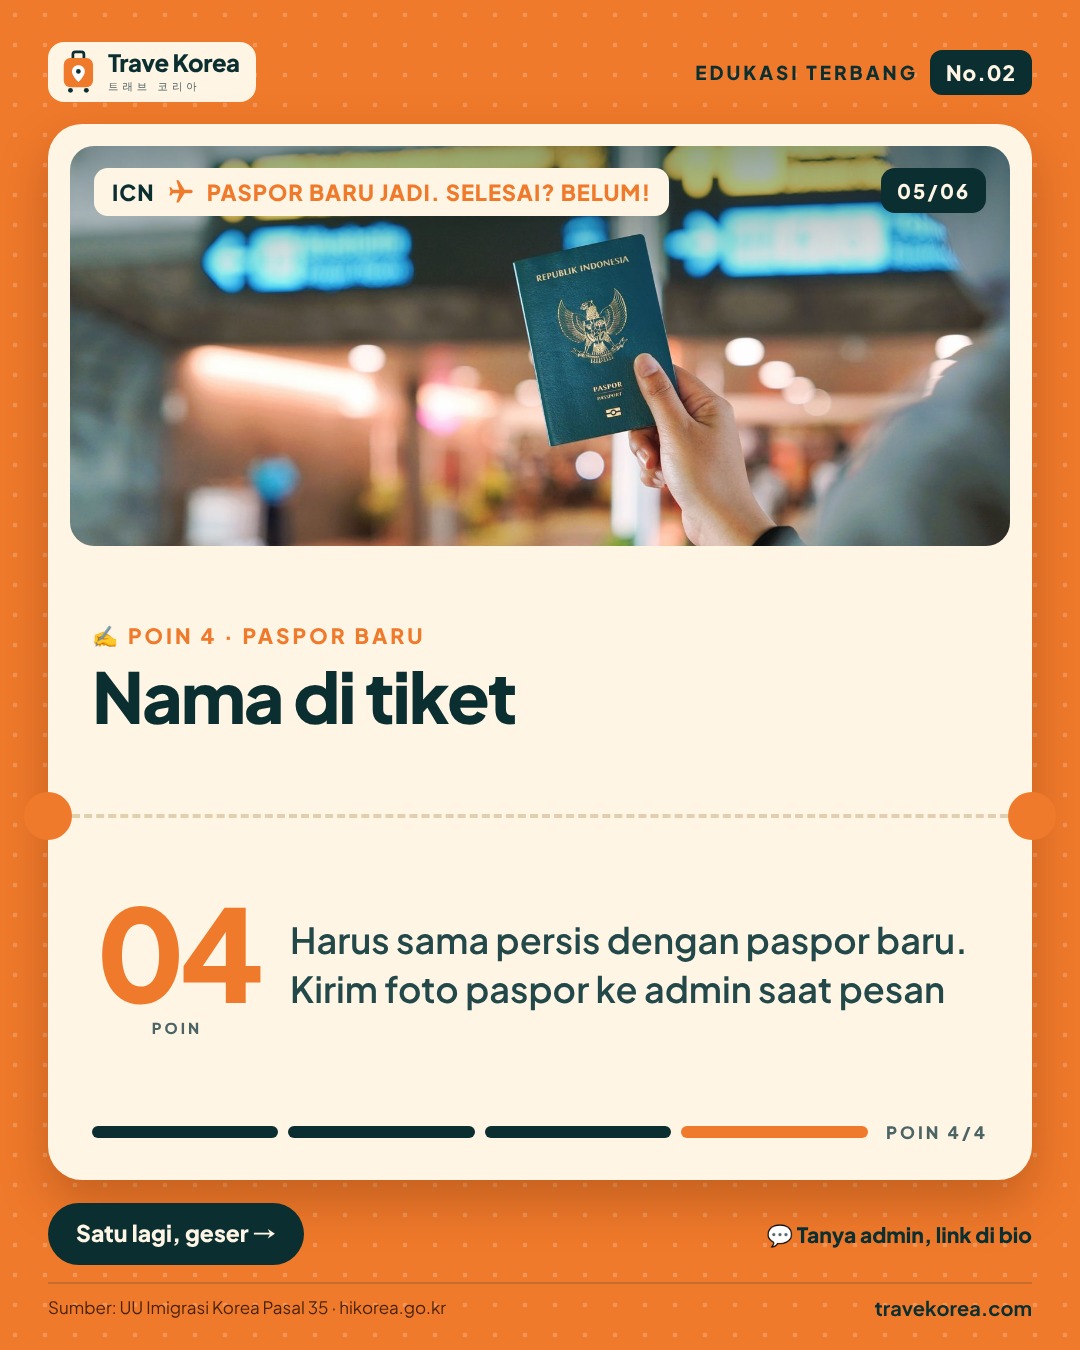 Trave Korea
트래브 코리아
EDUKASI TERBANG
No.02
ICN ✈ PASPOR BARU JADI. SELESAI? BELUM!
05/06
REPUBLIK INDONESIA
PASPOR
PASSPORT
✍️ POIN 4 · PASPOR BARU
Nama di tiket
04
POIN
Harus sama persis dengan paspor baru.
Kirim foto paspor ke admin saat pesan
POIN 4/4
Satu lagi, geser →
💬 Tanya admin, link di bio
Sumber: UU Imigrasi Korea Pasal 35 · hikorea.go.kr
travekorea.com